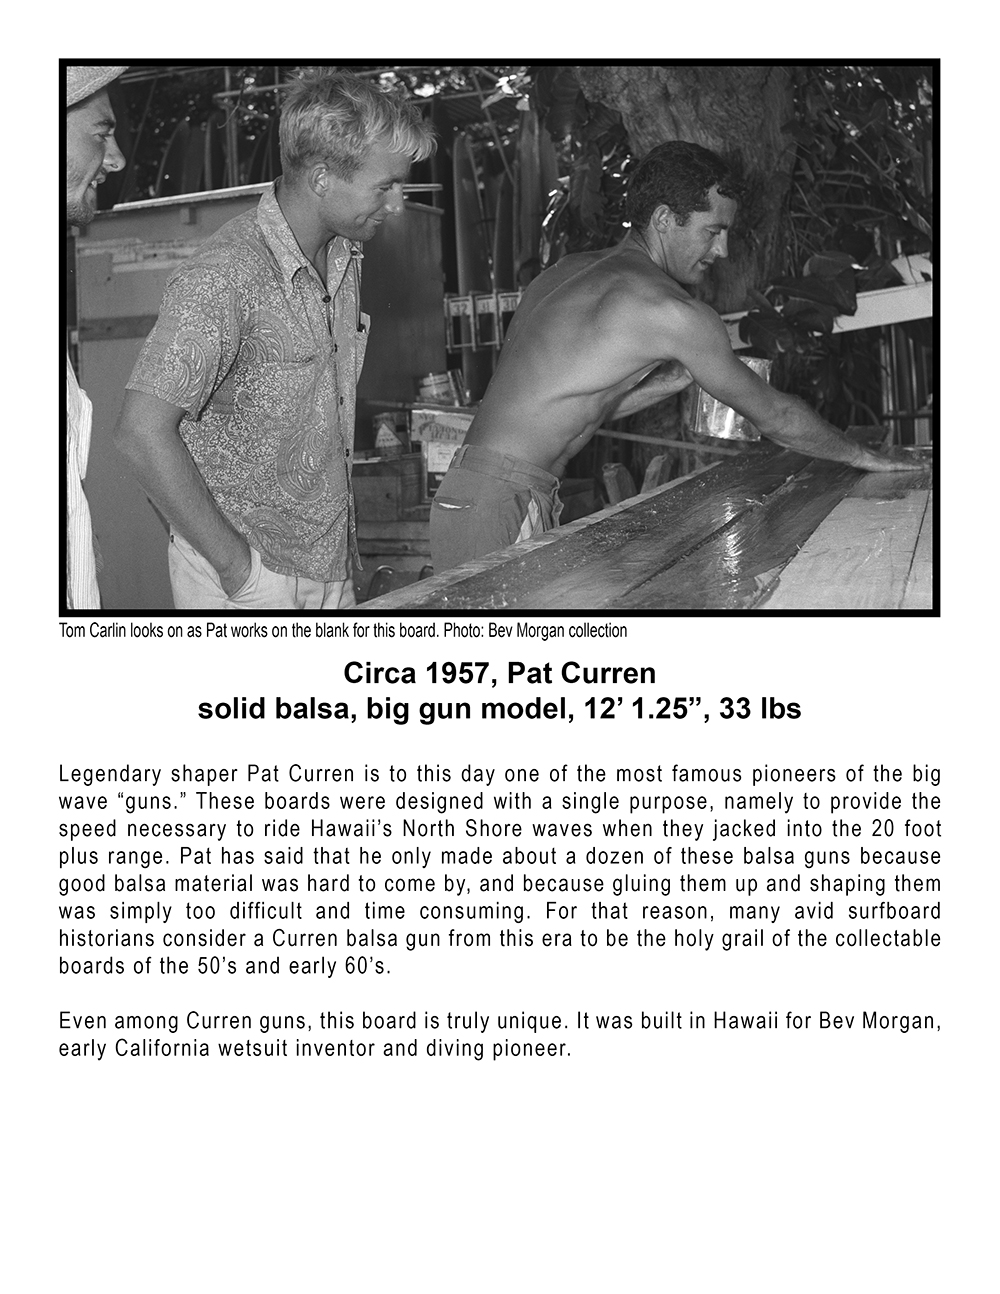 Tom Carlin looks on as Pat works on the blank for this board. Photo: Bev Morgan collection
Circa 1957, Pat Curren
solid balsa, big gun model, 12’ 1.25”, 33 lbs
Legendary shaper Pat Curren is to this day one of the most famous pioneers of the big
wave “guns.” These boards were designed with a single purpose, namely to provide the
speed necessary to ride Hawaii’s North Shore waves when they jacked into the 20 foot
plus range. Pat has said that he only made about a dozen of these balsa guns because
good balsa material was hard to come by, and because gluing them up and shaping them
was simply too difficult and time consuming. For that reason, many avid surfboard
historians consider a Curren balsa gun from this era to be the holy grail of the collectable
boards of the 50’s and early 60’s.
Even among Curren guns, this board is truly unique. It was built in Hawaii for Bev Morgan,
early California wetsuit inventor and diving pioneer.